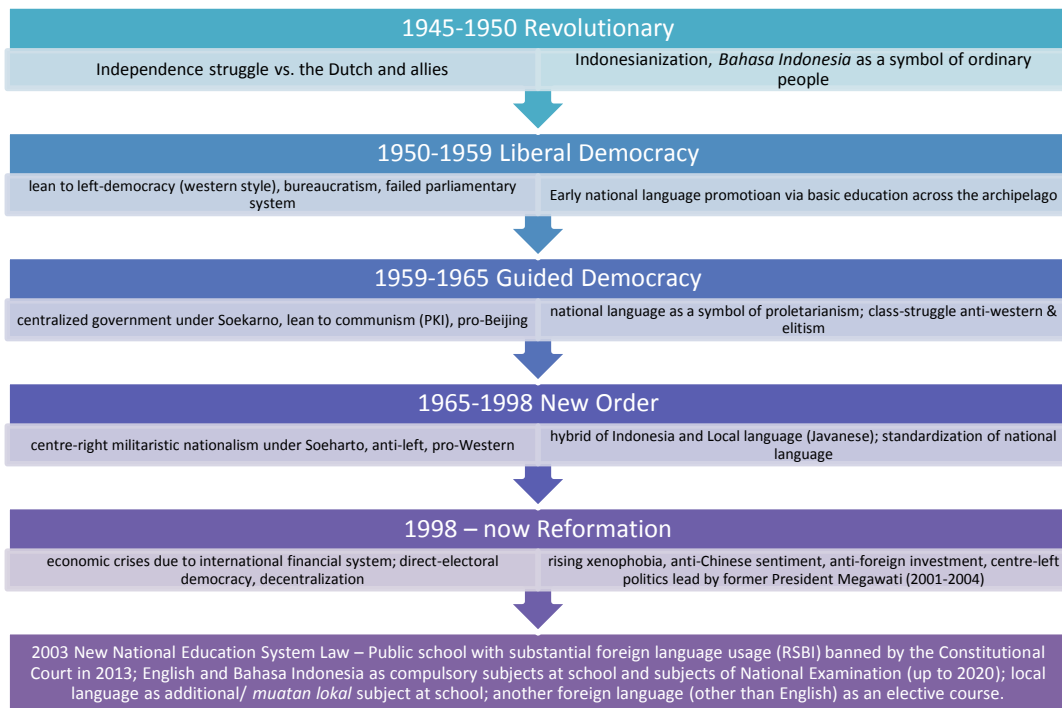 1945-1950 Revolutionary
Independence struggle vs. the Dutch and allies
Indonesianization, Bahasa Indonesia as a symbol of ordinary
people
1950-1959 Liberal Democracy
lean to left-democracy (western style), bureaucratism, failed parliamentary
system
Early national language promotioan via basic education across the archipelago
1959-1965 Guided Democracy
centralized government under Soekarno, lean to communism (PKI), pro-Beijing
national language as a symbol of proletarianism; class-struggle anti-western &
elitism
1965-1998 New Order
centre-right militaristic nationalism under Soeharto, anti-left, pro-Western
hybrid of Indonesia and Local language (Javanese); standardization of national
language
1998 – now Reformation
economic crises due to international financial system; direct-electoral
democracy, decentralization
rising xenophobia, anti-Chinese sentiment, anti-foreign investment, centre-left
politics lead by former President Megawati (2001-2004)
2003 New National Education System Law – Public school with substantial foreign language usage (RSBI) banned by the Constitutional
Court in 2013; English and Bahasa Indonesia as compulsory subjects at school and subjects of National Examination (up to 2020); local
language as additional/ muatan lokal subject at school; another foreign language (other than English) as an elective course.